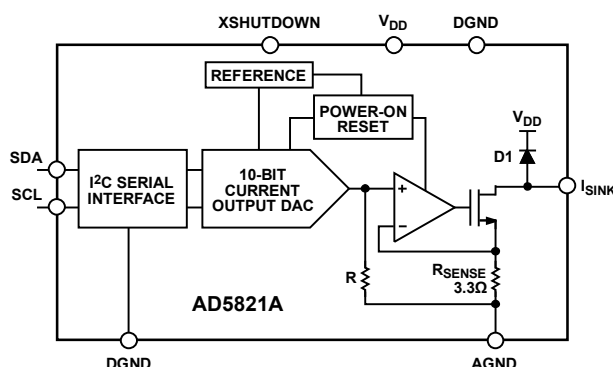 XSHUTDOWN
VDD
DGND
REFERENCE
POWER-ON
RESET
VDD
D1
SDA
SCL
I2C SERIAL
INTERFACE
10-BIT
CURRENT
OUTPUT DAC
+
−
ISINK
R
RSENSE
3.3Ω
AD5821A
DGND
AGND